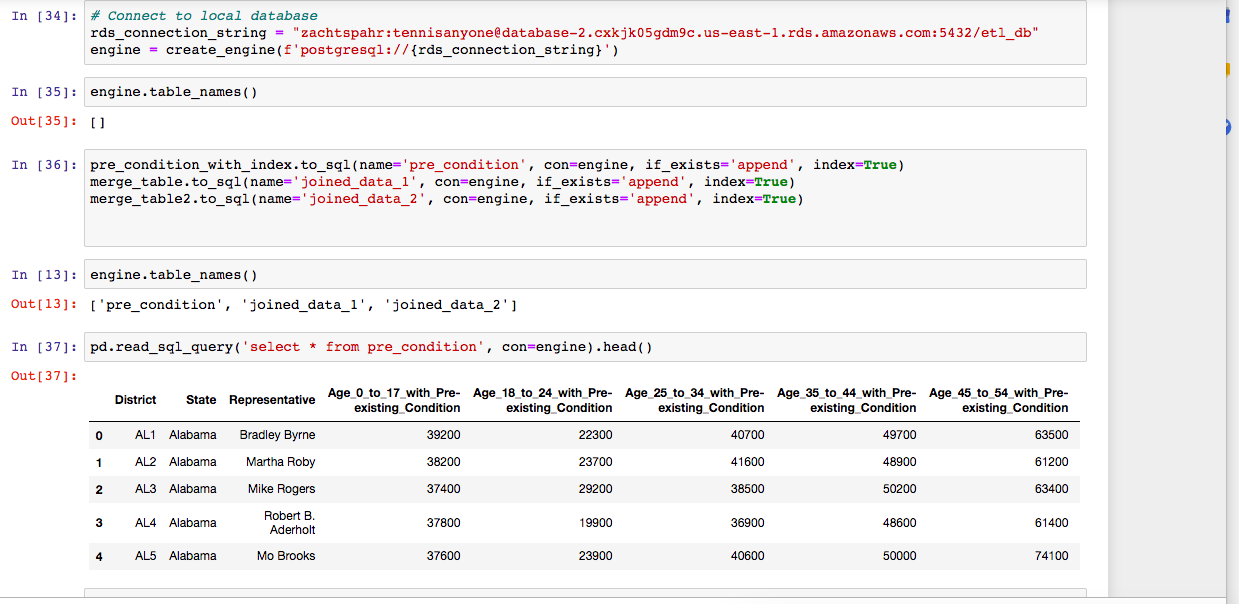 In [34]:
# Connect to local database
rds_connection_string = "zachtspahr:tennisanyone@database-2.cxkjk05gdm9c.us-east-1.rds.amazonaws.com:5432/etl_db"
engine = create_engine(f'postgresql://{rds_connection_string}')
In [35]:
engine.table_names()
Out[35]:
[]
In [36]:
pre_condition_with_index.to_sql(name='pre_condition', con=engine, if_exists='append', index=True)
merge_table.to_sql(name='joined_data_1', con=engine, if_exists='append', index=True)
merge_table2.to_sql(name='joined_data_2', con=engine, if_exists='append', index=True)
In [13]:
engine.table_names()
Out[13]:
['pre_condition', 'joined_data_1', 'joined_data_2']
In [37]:
pd.read_sql_query('select * from pre_condition', con=engine).head()
Out[37]:
District State Representative Age_0_to_17_with_Pre-existing_Condition Age_18_to_24_with_Pre-existing_Condition Age_25_to_34_with_Pre-existing_Condition Age_35_to_44_with_Pre-existing_Condition Age_45_to_54_with_Pre-existing_Condition
0 AL1 Alabama Bradley Byrne 39200 22300 40700 49700 63500
1 AL2 Alabama Martha Roby 38200 23700 41600 48900 61200
2 AL3 Alabama Mike Rogers 37400 29200 38500 50200 63400
3 AL4 Alabama Robert B. Aderholt 37800 19900 36900 48600 61400
4 AL5 Alabama Mo Brooks 37600 23900 40600 50000 74100